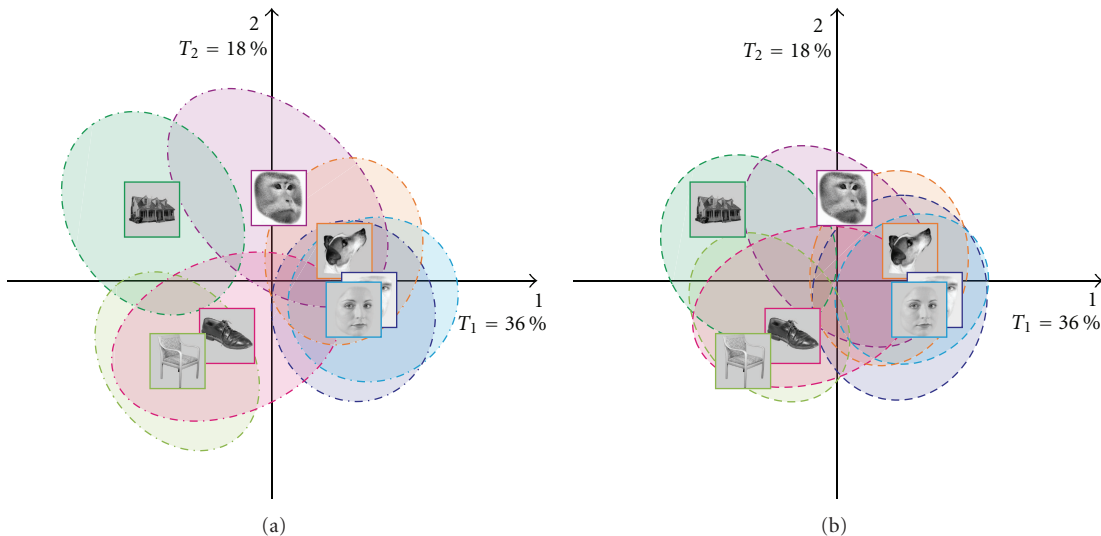 2
T₂ = 18 %
1
T₁ = 36 %
(a)
2
T₂ = 18 %
1
T₁ = 36 %
(b)